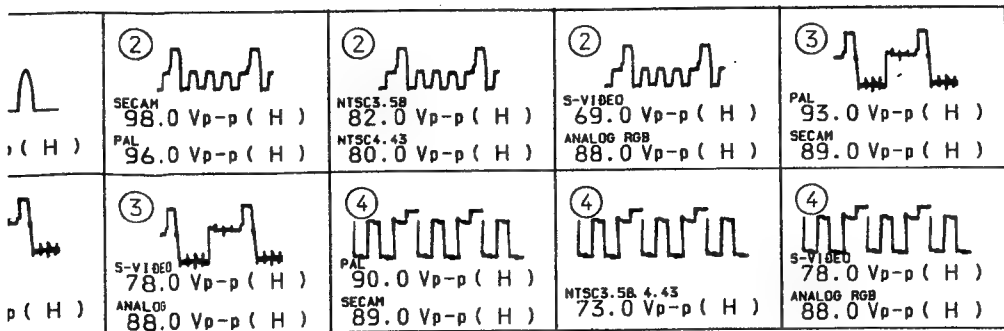 ②
SECAM
98.0 Vp-p ( H )
PAL
96.0 Vp-p ( H )
②
NTSC3.58
82.0 Vp-p ( H )
NTSC4.43
80.0 Vp-p ( H )
②
S-VIDEO
69.0 Vp-p ( H )
ANALOG RGB
88.0 Vp-p ( H )
③
PAL
93.0 Vp-p ( H )
SECAM
89.0 Vp-p ( H )
( H )
③
S-VIDEO
78.0 Vp-p ( H )
ANALOG
88.0 Vp-p ( H )
④
PAL
90.0 Vp-p ( H )
SECAM
89.0 Vp-p ( H )
④
NTSC3.58, 4.43
73.0 Vp-p ( H )
④
S-VIDEO
78.0 Vp-p ( H )
ANALOG RGB
88.0 Vp-p ( H )
p ( H )